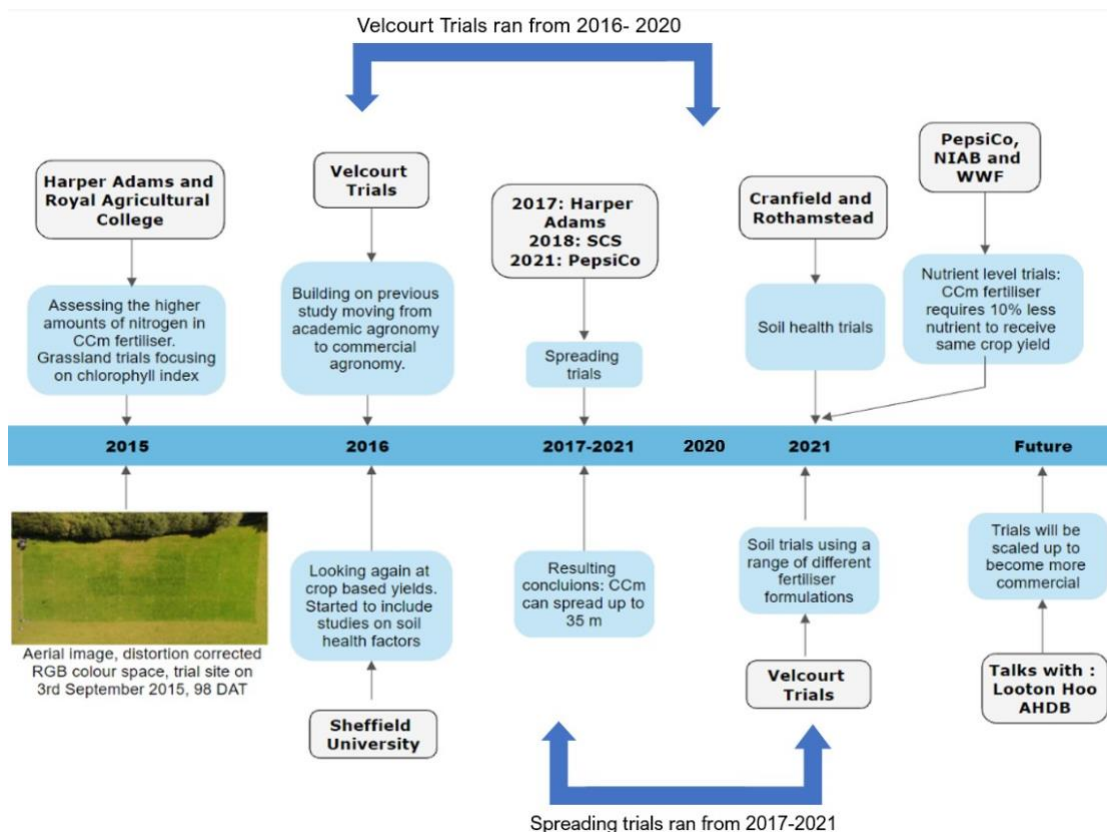 Velcourt Trials ran from 2016- 2020
Harper Adams and
Royal Agricultural
College
Assessing the higher
amounts of nitrogen in
CCm fertiliser.
Grassland trials focusing
on chlorophyll index
Velcourt
Trials
Building on previous
study moving from
academic agronomy
to commercial
agronomy.
2017: Harper
Adams
2018: SCS
2021: PepsiCo
Spreading
trials
Cranfield and
Rothamstead
Soil health trials
PepsiCo,
NIAB and
WWF
Nutrient level trials:
CCm fertiliser
requires 10% less
nutrient to receive
same crop yield
2015
2016
2017-2021
2020
2021
Future
Aerial image, distortion corrected
RGB colour space, trial site on
3rd September 2015, 98 DAT
Looking again at
crop based yields.
Started to include
studies on soil
health factors
Sheffield
University
Resulting
concluions: CCm
can spread up to
35 m
Soil trials using a
range of different
fertiliser
formulations
Velcourt
Trials
Trials will be
scaled up to
become more
commercial
Talks with :
Looton Hoo
AHDB
Spreading trials ran from 2017-2021